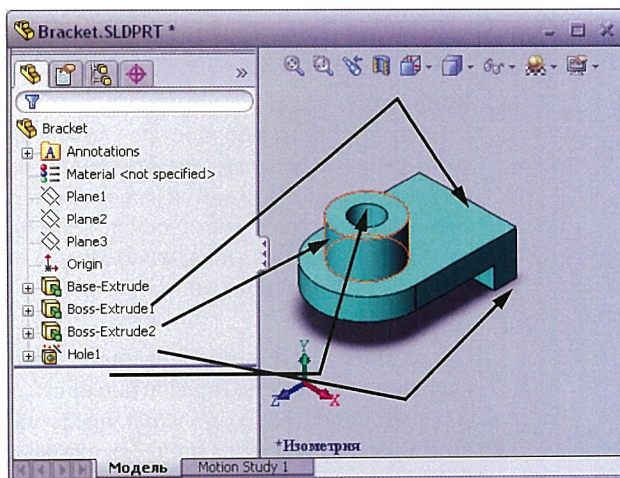 Bracket.SLDPRT *
»
Bracket
A Annotations
Material <not specified>
Plane1
Plane2
Plane3
Origin
Base-Extrude
Boss-Extrude1
Boss-Extrude2
Hole1
Y
Z X
*Изометрия
Модель Motion Study 1